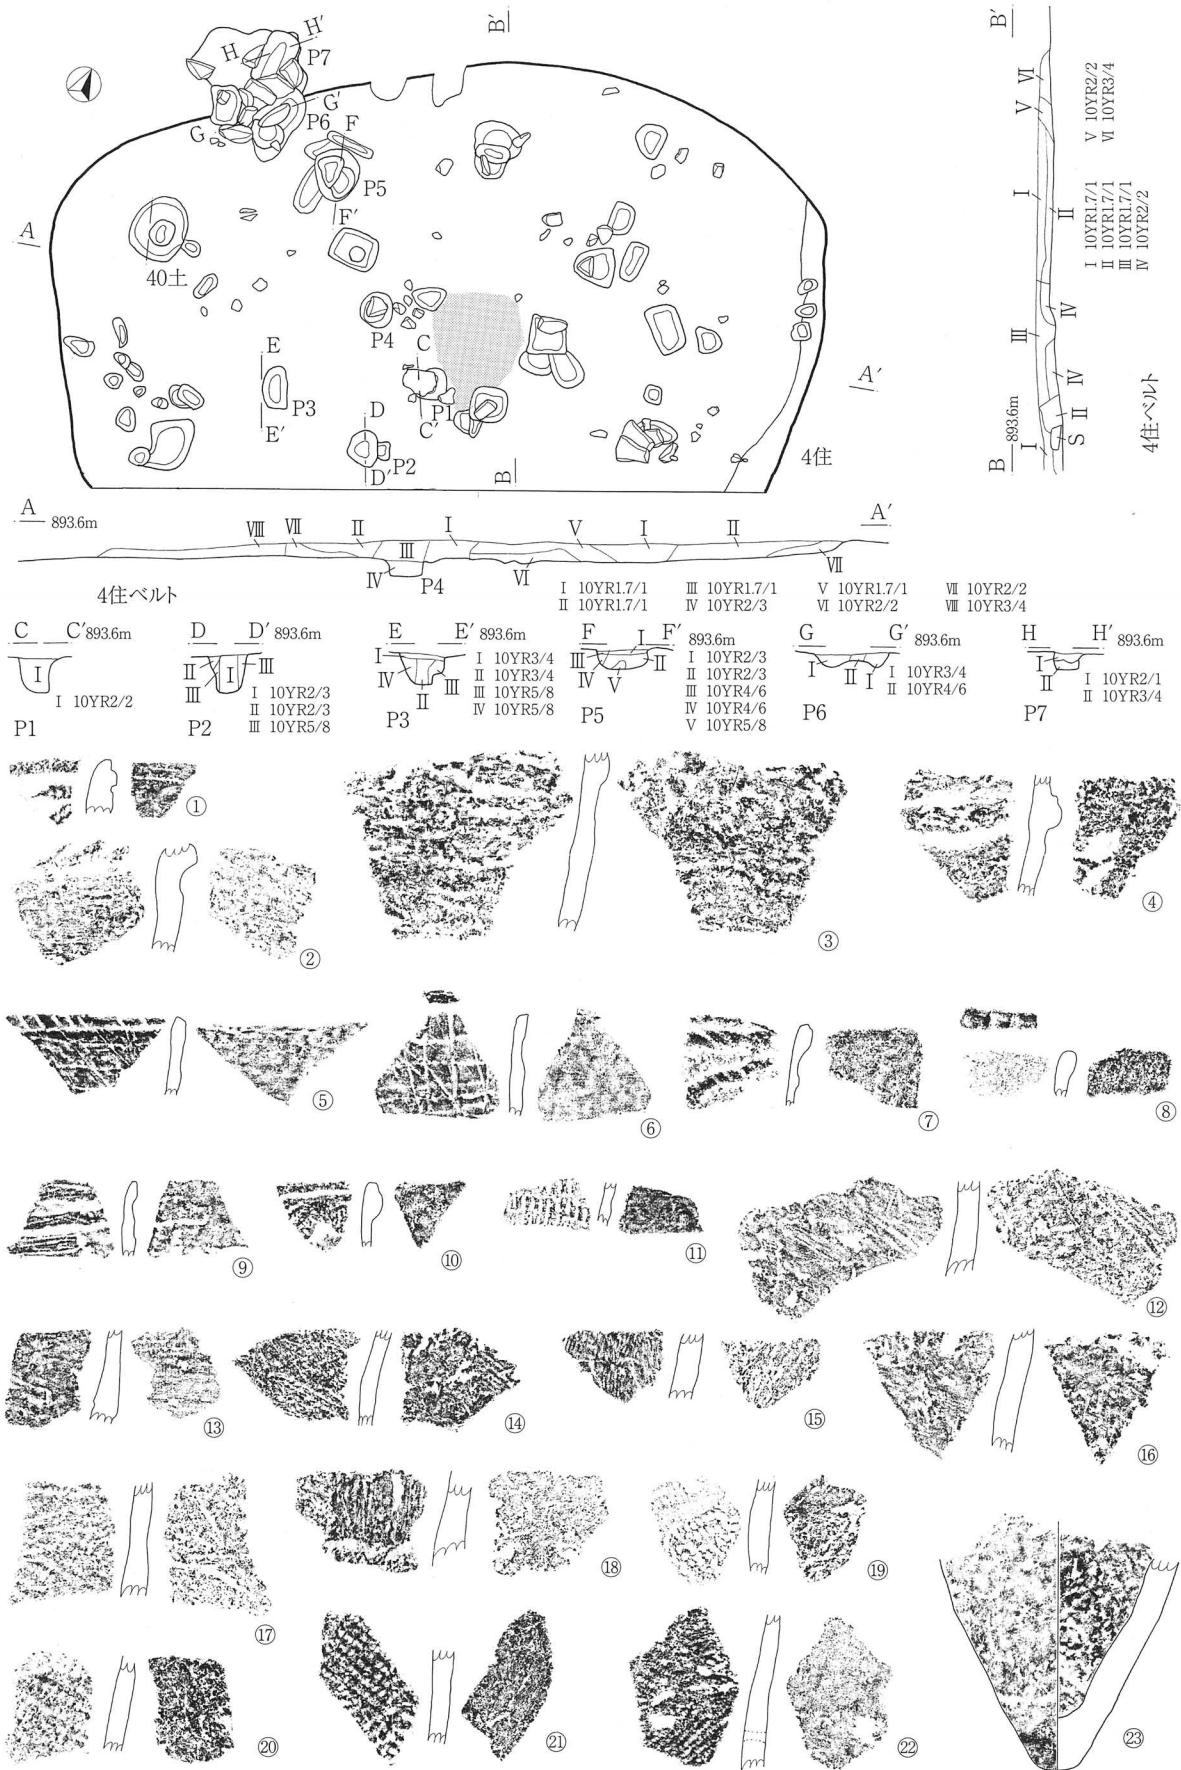 H H′
P7
G G′
P6
F F′
P5
A
40土
P4
E E′
P3
C C′
P1
D D′
P2
B B′
A′
4住
B′
Ⅵ
Ⅴ
Ⅴ 10YR2/2
Ⅵ 10YR3/4
Ⅰ
Ⅱ
Ⅰ 10YR1.7/1
Ⅱ 10YR1.7/1
Ⅲ 10YR1.7/1
Ⅳ 10YR2/2
Ⅳ
Ⅲ
Ⅳ
Ⅱ
S
Ⅰ
B 893.6m
4住ベルト
A 893.6m A′
Ⅷ Ⅶ Ⅱ Ⅰ Ⅴ Ⅰ Ⅱ
Ⅲ
Ⅳ P4 Ⅵ Ⅶ
4住ベルト
Ⅰ 10YR1.7/1 Ⅲ 10YR1.7/1 Ⅴ 10YR1.7/1 Ⅶ 10YR2/2
Ⅱ 10YR1.7/1 Ⅳ 10YR2/3 Ⅵ 10YR2/2 Ⅷ 10YR3/4
C C′ 893.6m
Ⅰ
Ⅰ 10YR2/2
P1
D D′ 893.6m
Ⅱ Ⅰ Ⅲ
Ⅲ
Ⅰ 10YR2/3
Ⅱ 10YR2/3
Ⅲ 10YR5/8
P2
E E′ 893.6m
Ⅰ
Ⅳ Ⅲ
Ⅱ
Ⅰ 10YR3/4
Ⅱ 10YR3/4
Ⅲ 10YR5/8
Ⅳ 10YR5/8
P3
F F′ 893.6m
Ⅰ
Ⅲ Ⅱ
Ⅳ Ⅴ
Ⅰ 10YR2/3
Ⅱ 10YR2/3
Ⅲ 10YR4/6
Ⅳ 10YR4/6
Ⅴ 10YR5/8
P5
G G′ 893.6m
Ⅰ Ⅱ Ⅰ
Ⅰ 10YR3/4
Ⅱ 10YR4/6
P6
H H′ 893.6m
Ⅰ
Ⅱ
Ⅰ 10YR2/1
Ⅱ 10YR3/4
P7
①
②
③
④
⑤
⑥
⑦
⑧
⑨
⑩
⑪
⑫
⑬
⑭
⑮
⑯
⑰
⑱
⑲
⑳
㉑
㉒
㉓